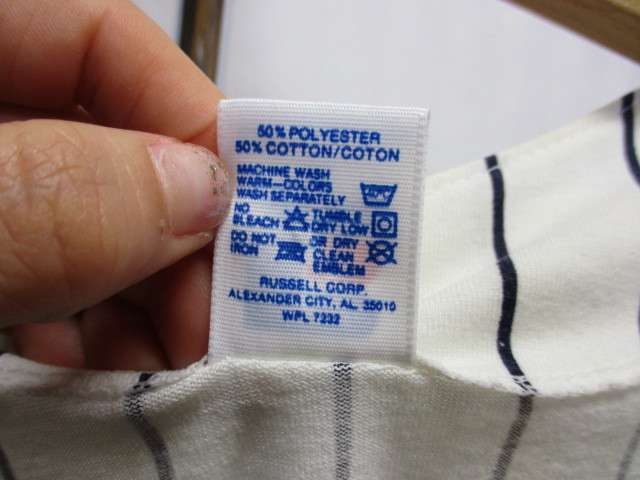 50% POLYESTER
50% COTTON/COTON
MACHINE WASH
WARM-COLORS
WASH SEPARATELY
NO BLEACH TUMBLE DRY LOW
DO NOT IRON OR DRY CLEAN EMBLEM
RUSSELL CORP.
ALEXANDER CITY, AL 35010
WPL 7232